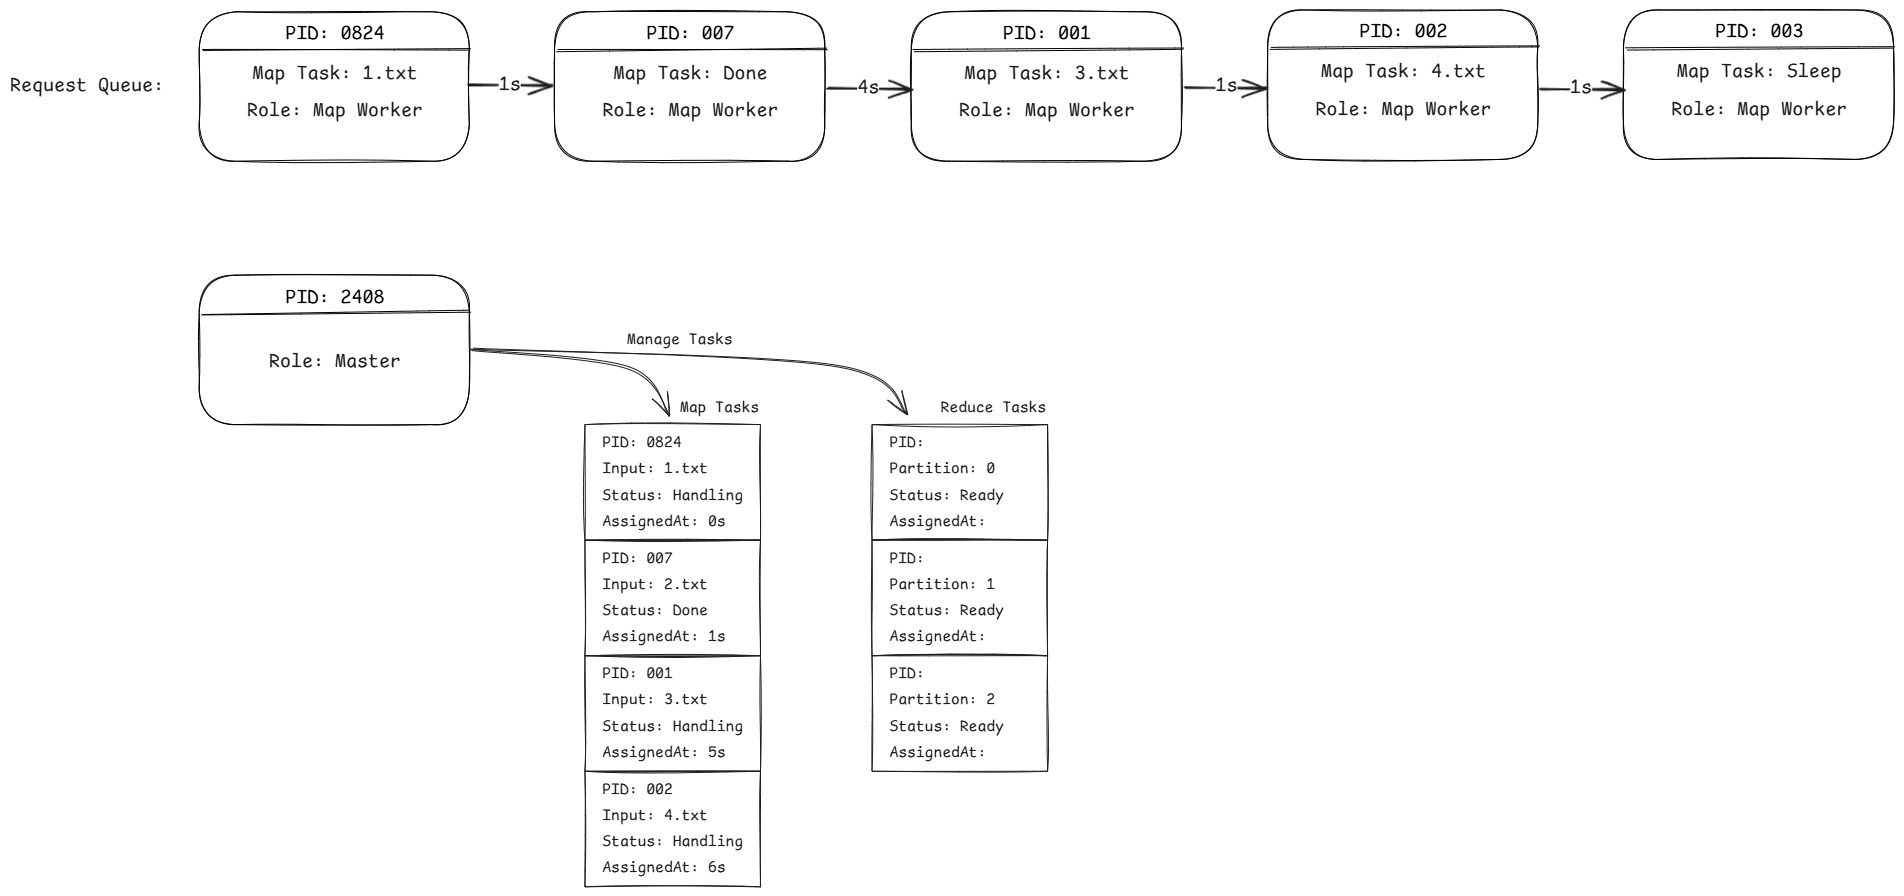 Request Queue:
PID: 0824
Map Task: 1.txt
Role: Map Worker
1s
PID: 007
Map Task: Done
Role: Map Worker
4s
PID: 001
Map Task: 3.txt
Role: Map Worker
1s
PID: 002
Map Task: 4.txt
Role: Map Worker
1s
PID: 003
Map Task: Sleep
Role: Map Worker
PID: 2408
Role: Master
Manage Tasks
Map Tasks
PID: 0824
Input: 1.txt
Status: Handling
AssignedAt: 0s
PID: 007
Input: 2.txt
Status: Done
AssignedAt: 1s
PID: 001
Input: 3.txt
Status: Handling
AssignedAt: 5s
PID: 002
Input: 4.txt
Status: Handling
AssignedAt: 6s
Reduce Tasks
PID:
Partition: 0
Status: Ready
AssignedAt:
PID:
Partition: 1
Status: Ready
AssignedAt:
PID:
Partition: 2
Status: Ready
AssignedAt: